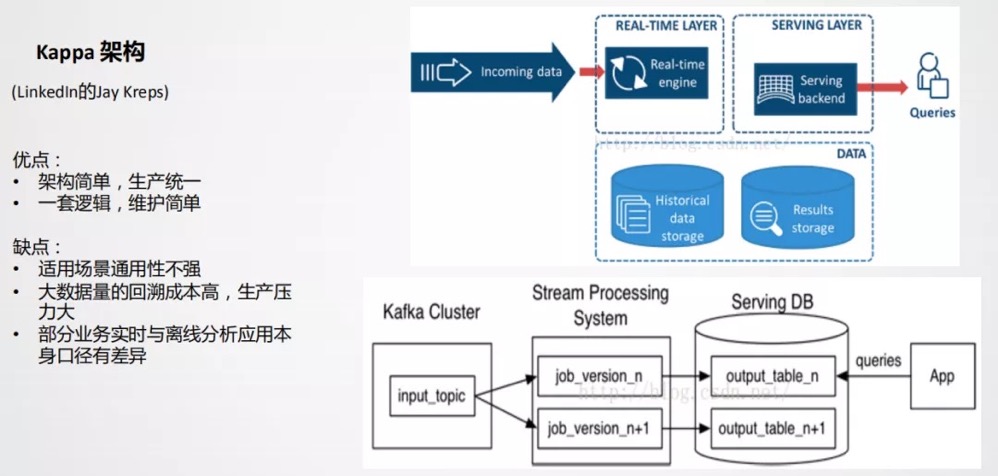 Kappa 架构
(LinkedIn的Jay Kreps)
优点：
• 架构简单，生产统一
• 一套逻辑，维护简单
缺点：
• 适用场景通用性不强
• 大数据量的回溯成本高，生产压
力大
• 部分业务实时与离线分析应用本
身口径有差异
REAL-TIME LAYER
SERVING LAYER
Incoming data
Real-time
engine
Serving
backend
Queries
http://blog.csdn.net/
DATA
Historical
data
storage
Results
storage
Kafka Cluster
Stream Processing
System
Serving DB
input_topic
job_version_n
output_table_n
queries
App
http://blog.csdn.net/
job_version_n+1
output_table_n+1